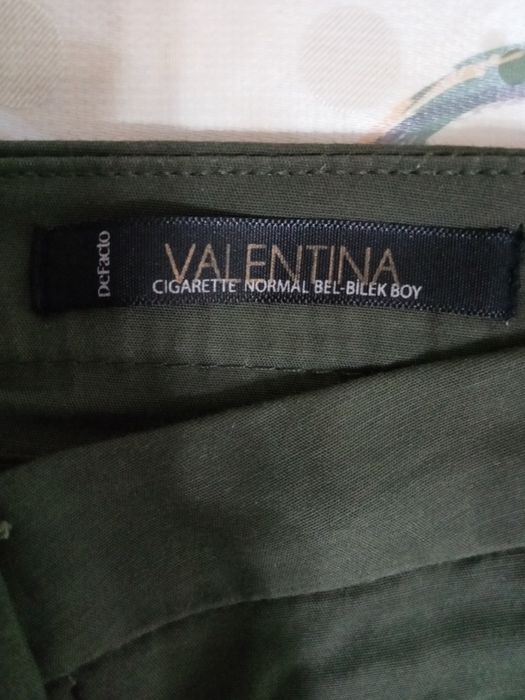 DeFacto
VALENTINA
CIGARETTE NORMAL BEL-BİLEK BOY